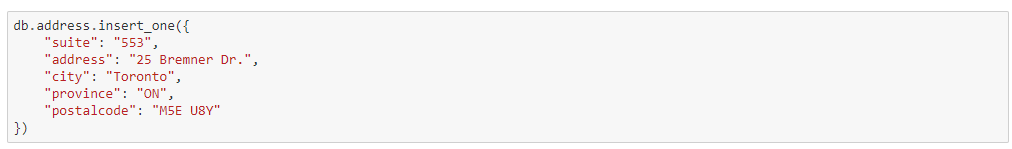 db.address.insert_one({
    "suite": "553",
    "address": "25 Bremner Dr.",
    "city": "Toronto",
    "province": "ON",
    "postalcode": "M5E U8Y"
})